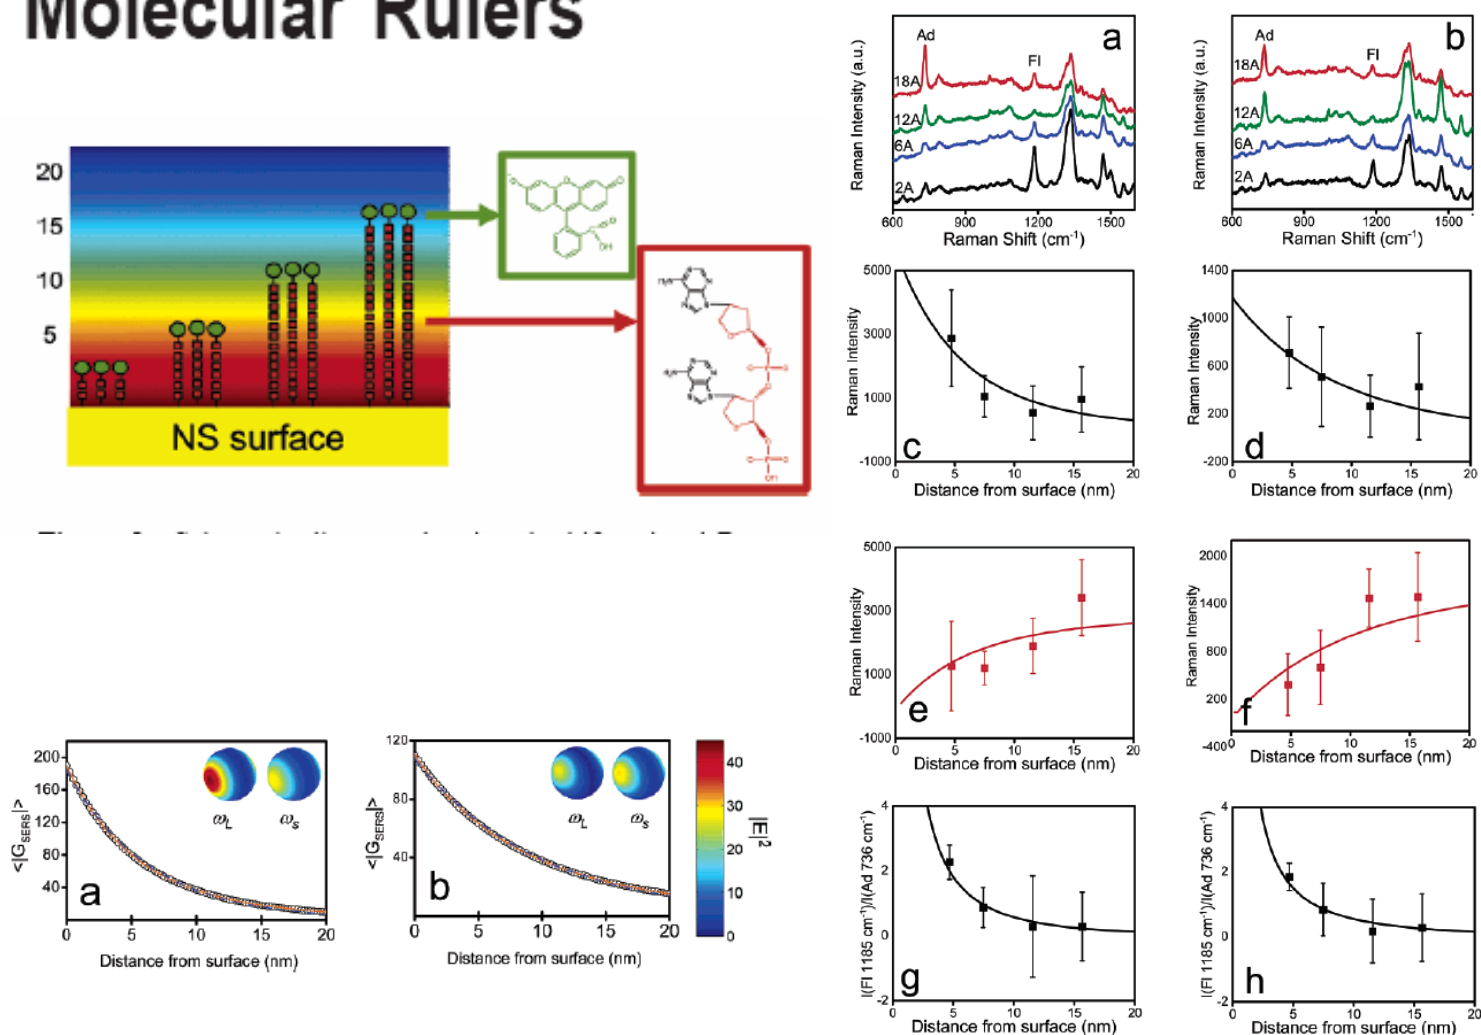 Molecular Rulers
20
15
10
5
NS surface
OH
OH
<|G_SERS|>
200
160
120
80
40
ω_L
ω_s
a
0
5
10
15
20
Distance from surface (nm)
<|G_SERS|>
120
80
40
ω_L
ω_s
b
0
5
10
15
20
Distance from surface (nm)
40
30
20
10
0
|E|²
Raman Intensity (a.u.)
Ad
Fl
a
18A
12A
6A
2A
600
900
1200
1500
Raman Shift (cm⁻¹)
Raman Intensity (a.u.)
Ad
Fl
b
18A
12A
6A
2A
600
900
1200
1500
Raman Shift (cm⁻¹)
Raman Intensity
5000
3000
1000
-1000
c
0
5
10
15
20
Distance from surface (nm)
Raman Intensity
1400
1000
600
200
-200
d
0
5
10
15
20
Distance from surface (nm)
Raman Intensity
5000
3000
1000
-1000
e
0
5
10
15
20
Distance from surface (nm)
Raman Intensity
2000
1400
800
200
-400
f
0
5
10
15
20
Distance from surface (nm)
I(Fl 1185 cm⁻¹)/I(Ad 736 cm⁻¹)
4
2
0
-2
g
0
5
10
15
20
Distance from surface (nm)
I(Fl 1185 cm⁻¹)/I(Ad 736 cm⁻¹)
4
2
0
-2
h
0
5
10
15
20
Distance from surface (nm)